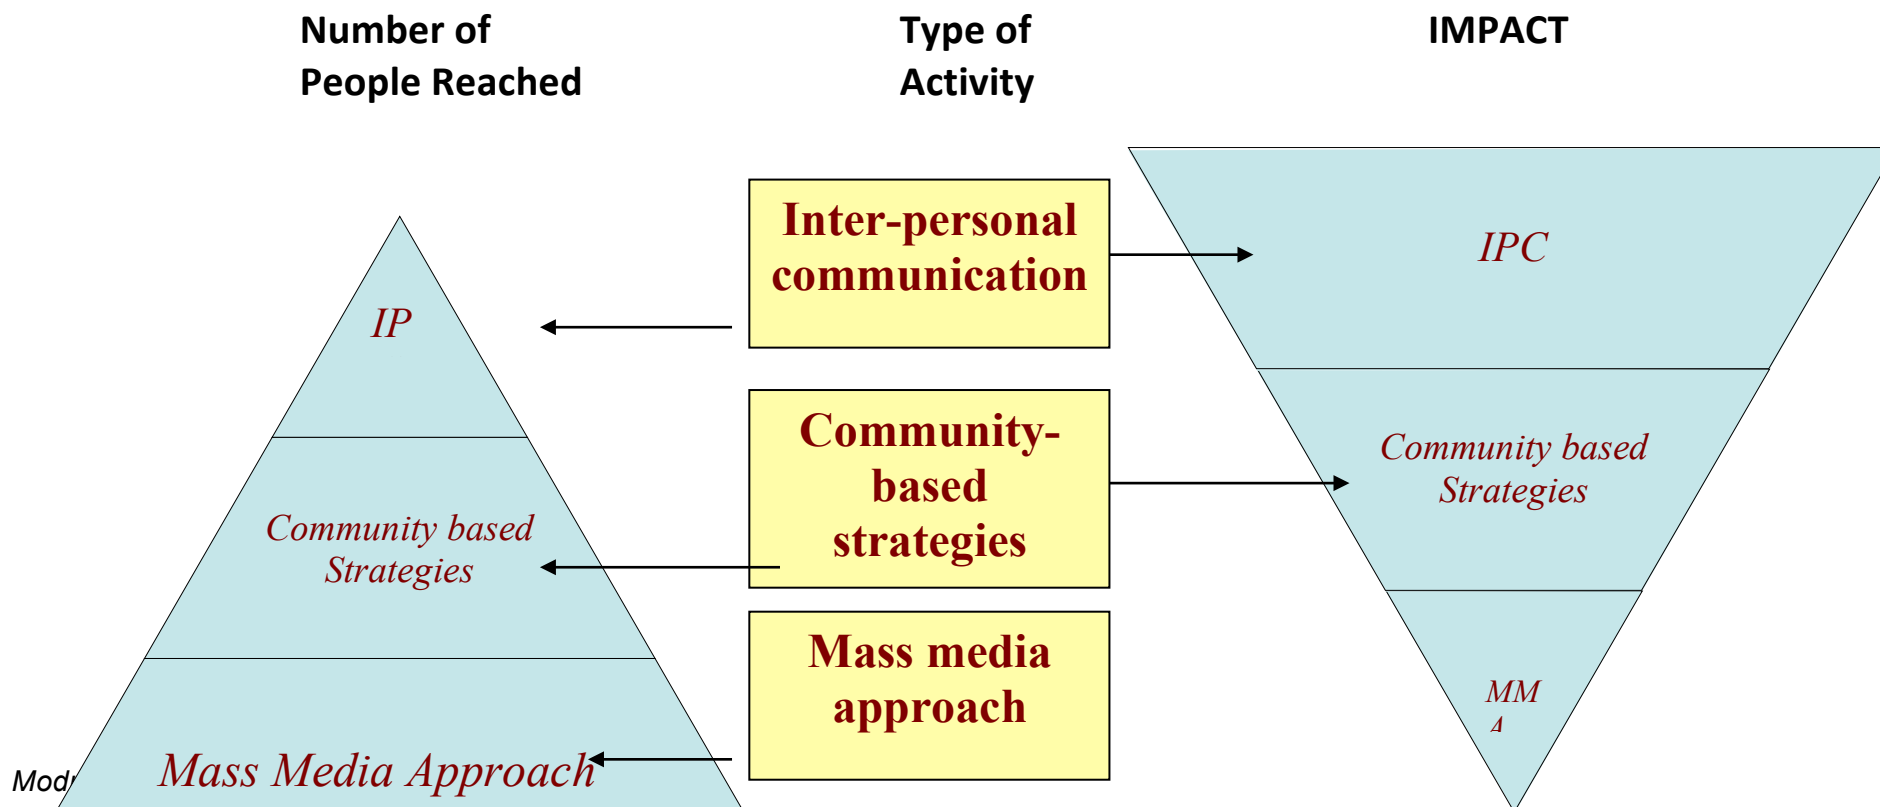 Number of
People Reached
Type of
Activity
IMPACT
Inter-personal
communication
IPC
IP
Community-
based
strategies
Community based
Strategies
Community based
Strategies
Mass media
approach
MM
Mass Media Approach